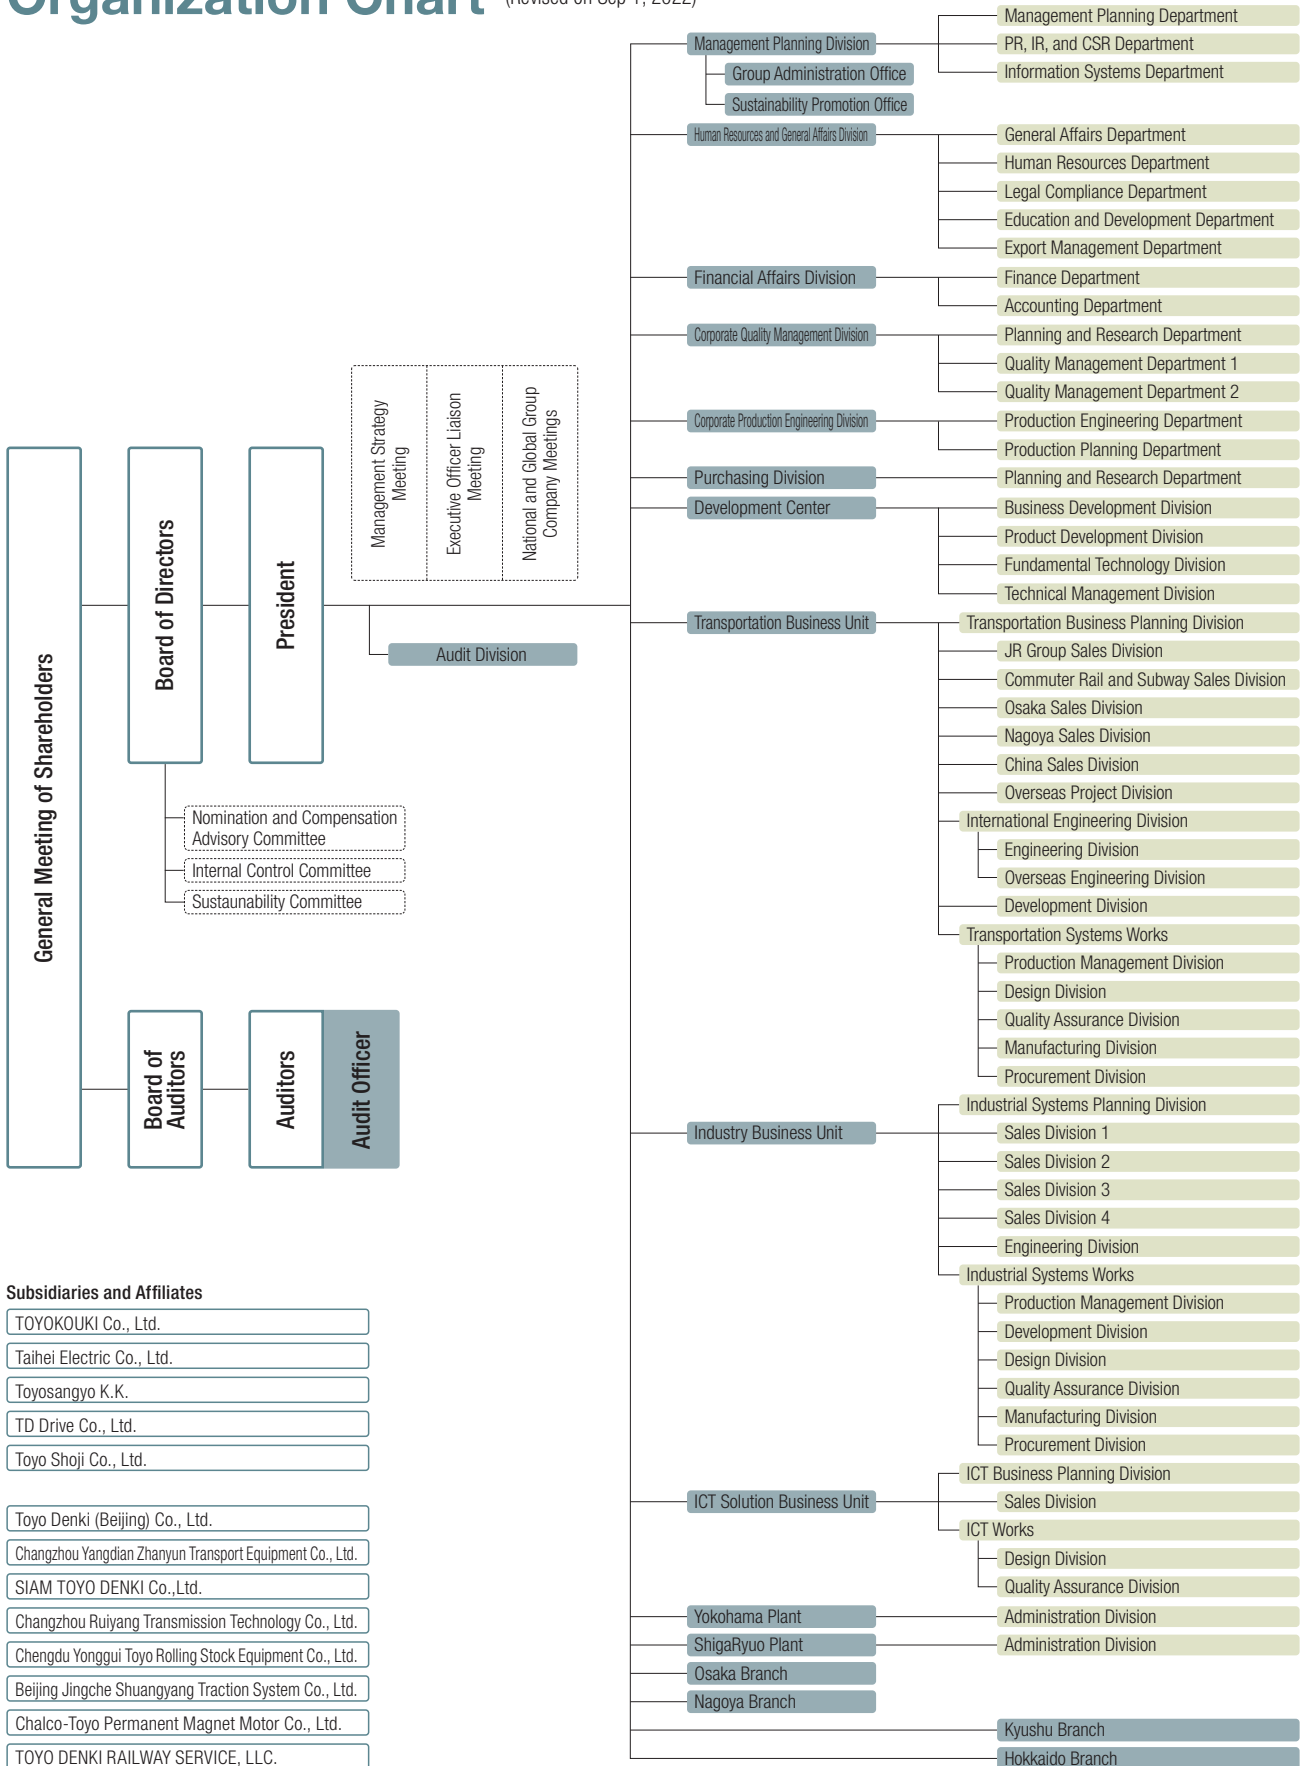 Organization Chart (Revised on Sep 1, 2022)
Management Planning Division
Group Administration Office
Sustainability Promotion Office
Management Planning Department
PR, IR, and CSR Department
Information Systems Department
Human Resources and General Affairs Division
General Affairs Department
Human Resources Department
Legal Compliance Department
Education and Development Department
Export Management Department
Financial Affairs Division
Finance Department
Accounting Department
Corporate Quality Management Division
Planning and Research Department
Quality Management Department 1
Quality Management Department 2
Corporate Production Engineering Division
Production Engineering Department
Production Planning Department
Purchasing Division
Planning and Research Department
Development Center
Business Development Division
Product Development Division
Fundamental Technology Division
Technical Management Division
Management Strategy
Meeting
Executive Officer Liaison
Meeting
National and Global Group
Company Meetings
General Meeting of Shareholders
Board of Directors
President
Audit Division
Nomination and Compensation
Advisory Committee
Internal Control Committee
Sustaunability Committee
Board of
Auditors
Auditors
Audit Officer
Transportation Business Unit
Transportation Business Planning Division
JR Group Sales Division
Commuter Rail and Subway Sales Division
Osaka Sales Division
Nagoya Sales Division
China Sales Division
Overseas Project Division
International Engineering Division
Engineering Division
Overseas Engineering Division
Development Division
Transportation Systems Works
Production Management Division
Design Division
Quality Assurance Division
Manufacturing Division
Procurement Division
Industry Business Unit
Industrial Systems Planning Division
Sales Division 1
Sales Division 2
Sales Division 3
Sales Division 4
Engineering Division
Industrial Systems Works
Production Management Division
Development Division
Design Division
Quality Assurance Division
Manufacturing Division
Procurement Division
ICT Solution Business Unit
ICT Business Planning Division
Sales Division
ICT Works
Design Division
Quality Assurance Division
Yokohama Plant
Administration Division
ShigaRyuo Plant
Administration Division
Osaka Branch
Nagoya Branch
Kyushu Branch
Hokkaido Branch
Subsidiaries and Affiliates
TOYOKOUKI Co., Ltd.
Taihei Electric Co., Ltd.
Toyosangyo K.K.
TD Drive Co., Ltd.
Toyo Shoji Co., Ltd.
Toyo Denki (Beijing) Co., Ltd.
Changzhou Yangdian Zhanyun Transport Equipment Co., Ltd.
SIAM TOYO DENKI Co.,Ltd.
Changzhou Ruiyang Transmission Technology Co., Ltd.
Chengdu Yonggui Toyo Rolling Stock Equipment Co., Ltd.
Beijing Jingche Shuangyang Traction System Co., Ltd.
Chalco-Toyo Permanent Magnet Motor Co., Ltd.
TOYO DENKI RAILWAY SERVICE, LLC.